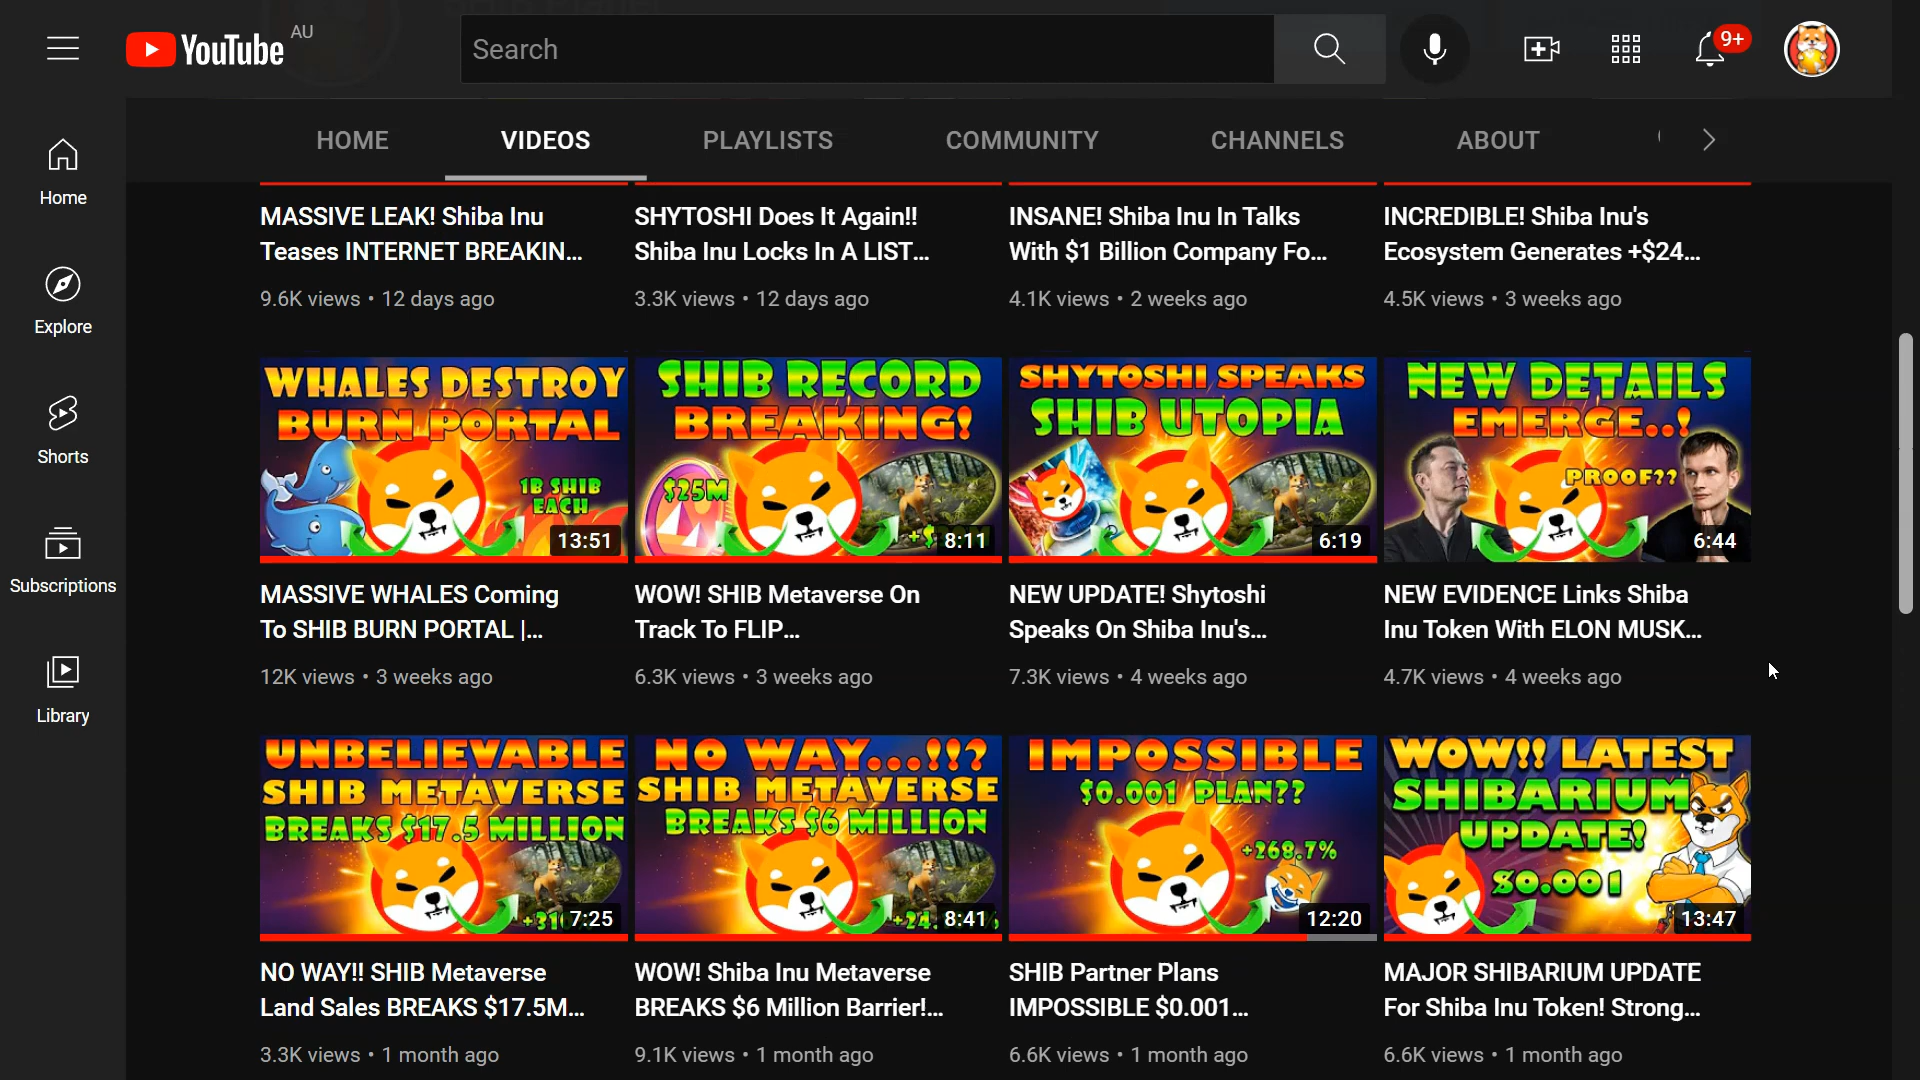 YouTube AU
Search
9+
HOME VIDEOS PLAYLISTS COMMUNITY CHANNELS ABOUT
Home
Explore
Shorts
Subscriptions
Library
MASSIVE LEAK! Shiba Inu
Teases INTERNET BREAKIN...
9.6K views • 12 days ago
SHYTOSHI Does It Again!!
Shiba Inu Locks In A LIST...
3.3K views • 12 days ago
INSANE! Shiba Inu In Talks
With $1 Billion Company Fo...
4.1K views • 2 weeks ago
INCREDIBLE! Shiba Inu's
Ecosystem Generates +$24...
4.5K views • 3 weeks ago
WHALES DESTROY
BURN PORTAL
1B SHIB
EACH
13:51
MASSIVE WHALES Coming
To SHIB BURN PORTAL |...
12K views • 3 weeks ago
SHIB RECORD
BREAKING!
$25M
+$
8:11
WOW! SHIB Metaverse On
Track To FLIP...
6.3K views • 3 weeks ago
SHYTOSHI SPEAKS
SHIB UTOPIA
6:19
NEW UPDATE! Shytoshi
Speaks On Shiba Inu's...
7.3K views • 4 weeks ago
NEW DETAILS
EMERGE..!
PROOF??
6:44
NEW EVIDENCE Links Shiba
Inu Token With ELON MUSK...
4.7K views • 4 weeks ago
UNBELIEVABLE
SHIB METAVERSE
BREAKS $17.5 MILLION
7:25
NO WAY!! SHIB Metaverse
Land Sales BREAKS $17.5M...
3.3K views • 1 month ago
NO WAY...!!?
SHIB METAVERSE
BREAKS $6 MILLION
+24.
8:41
WOW! Shiba Inu Metaverse
BREAKS $6 Million Barrier!...
9.1K views • 1 month ago
IMPOSSIBLE
$0.001 PLAN??
+268.7%
12:20
SHIB Partner Plans
IMPOSSIBLE $0.001...
6.6K views • 1 month ago
WOW!! LATEST
SHIBARIUM
UPDATE!
$0.001
13:47
MAJOR SHIBARIUM UPDATE
For Shiba Inu Token! Strong...
6.6K views • 1 month ago